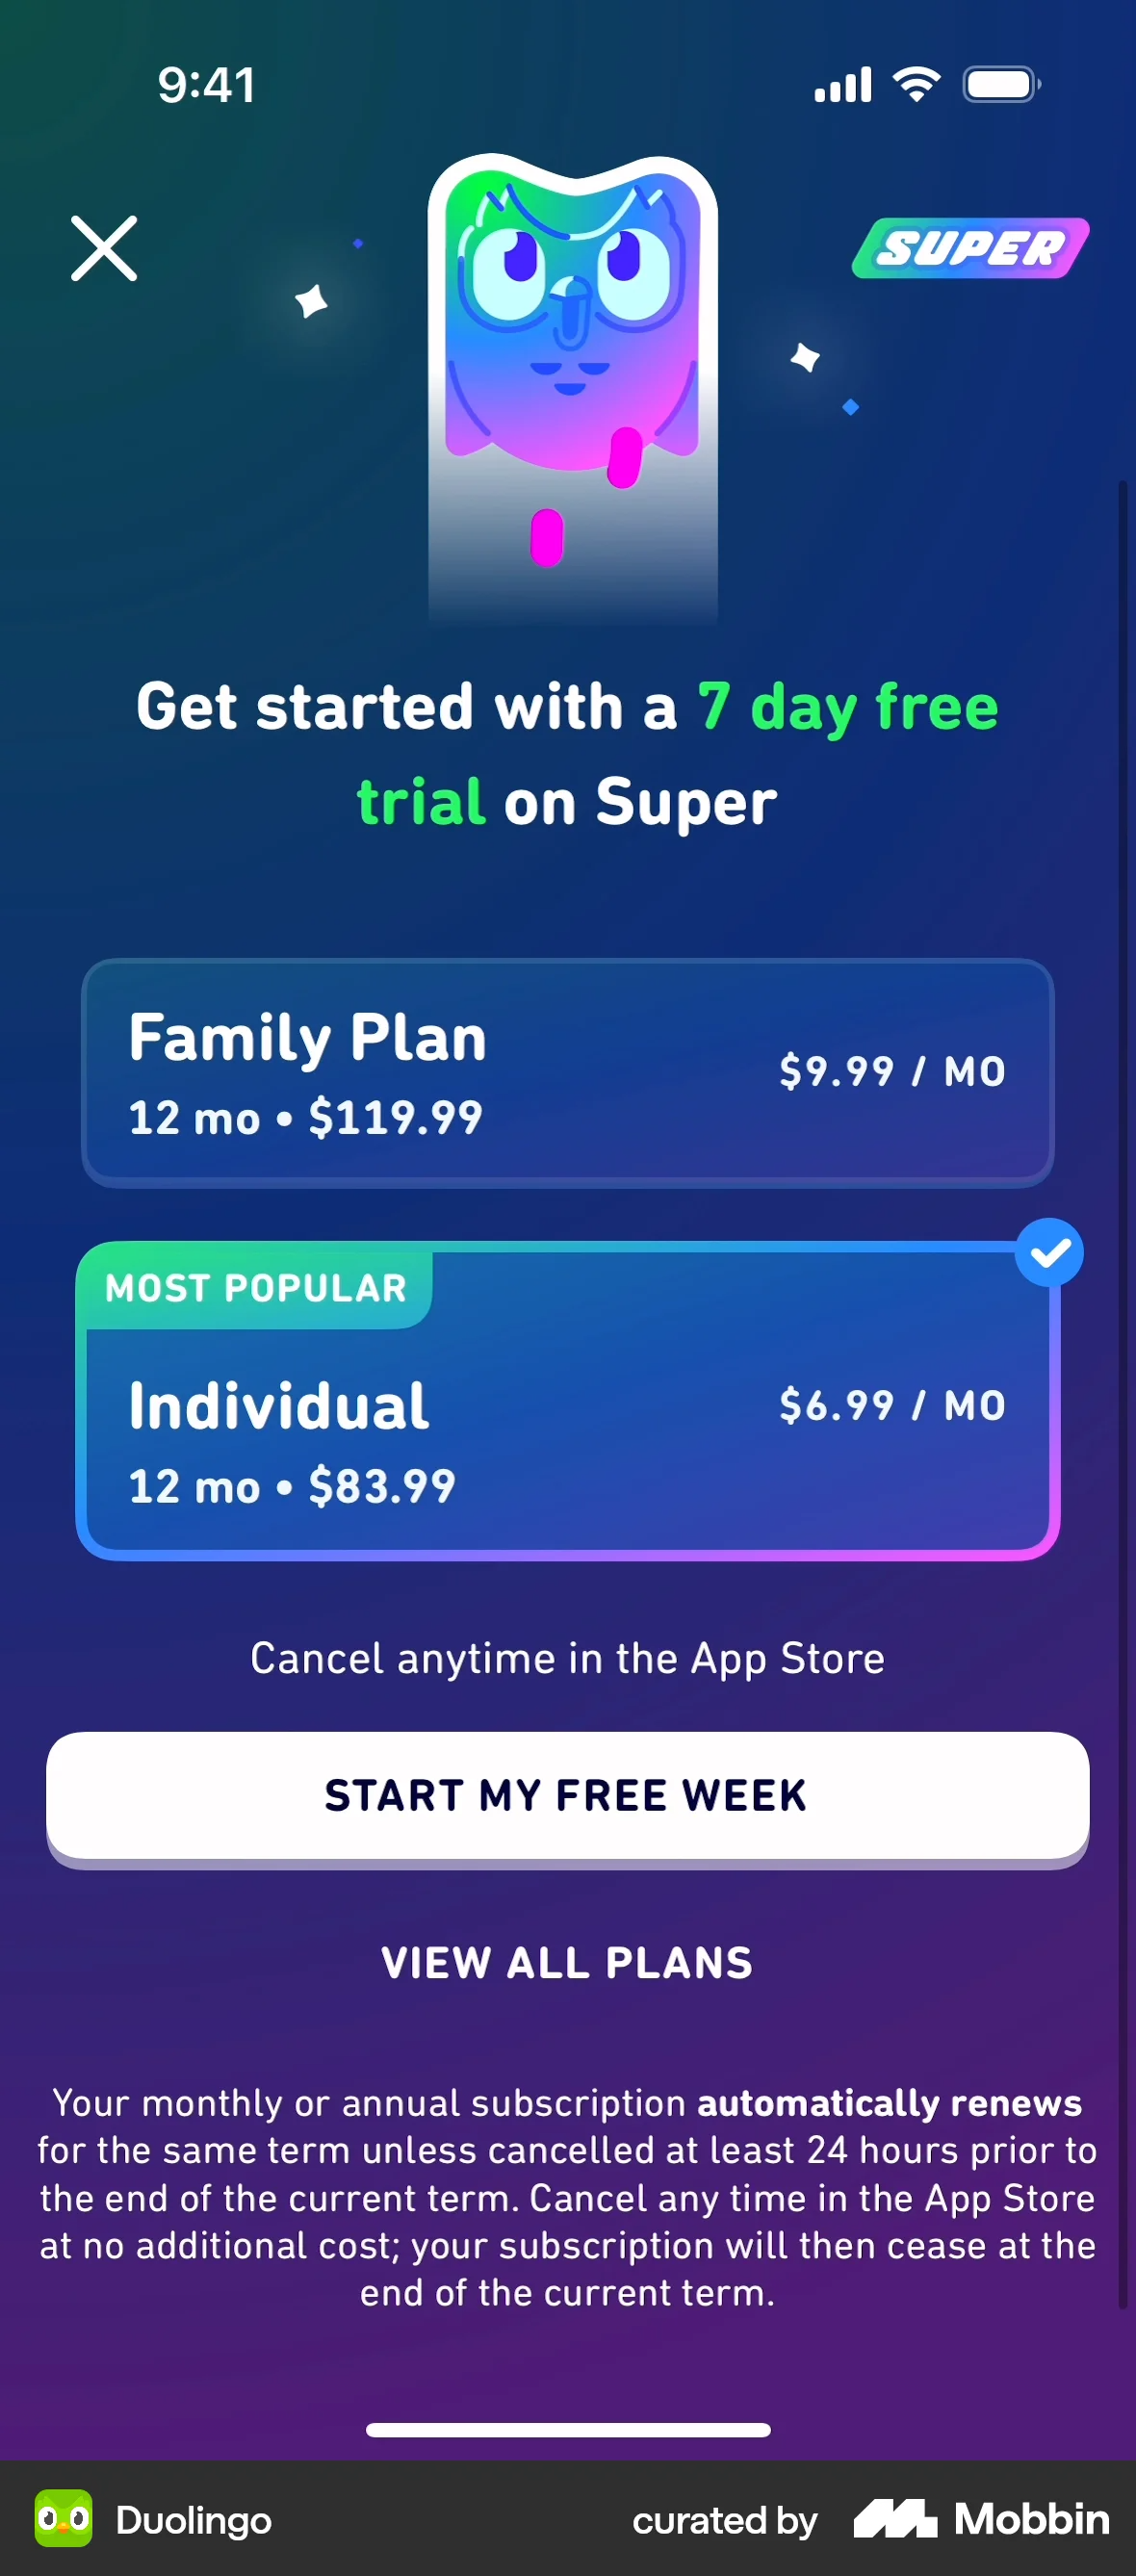 9:41
SUPER
Get started with a 7 day free
trial on Super
Family Plan
12 mo • $119.99
$9.99 / MO
MOST POPULAR
Individual
12 mo • $83.99
$6.99 / MO
Cancel anytime in the App Store
START MY FREE WEEK
VIEW ALL PLANS
Your monthly or annual subscription automatically renews
for the same term unless cancelled at least 24 hours prior to
the end of the current term. Cancel any time in the App Store
at no additional cost; your subscription will then cease at the
end of the current term.
Duolingo
curated by Mobbin